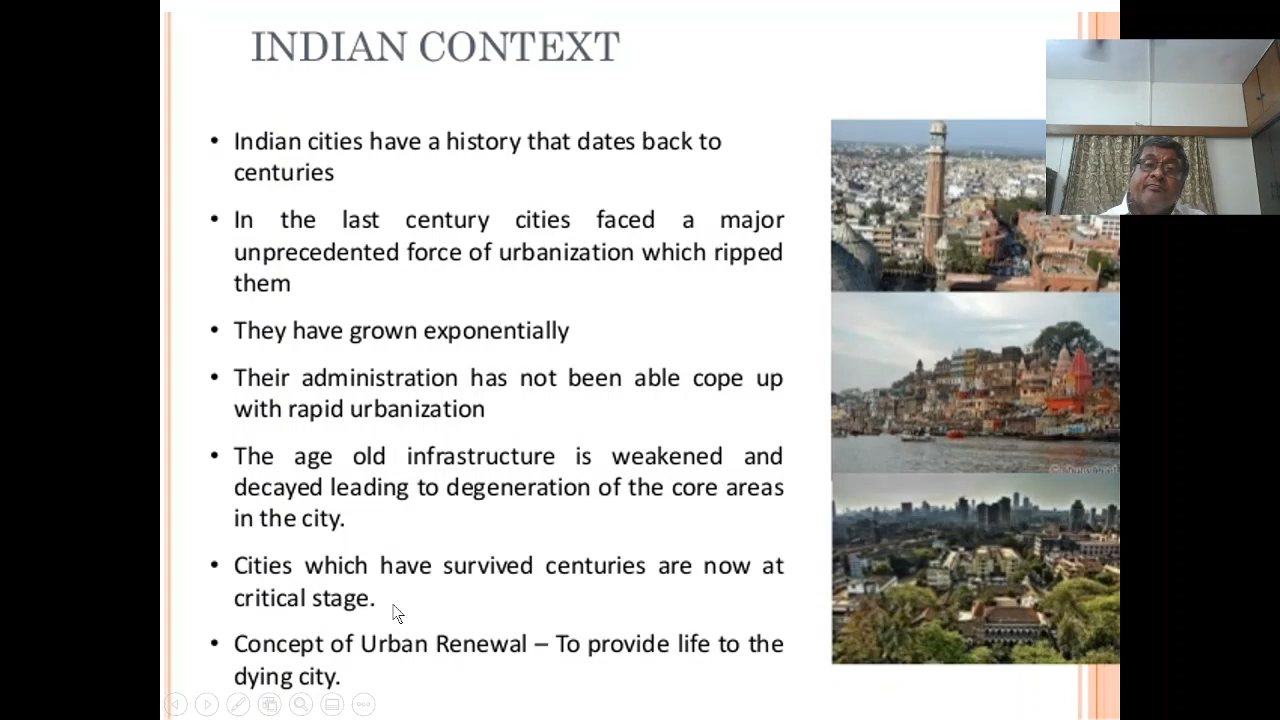 INDIAN CONTEXT
• Indian cities have a history that dates back to
centuries
• In the last century cities faced a major
unprecedented force of urbanization which ripped
them
• They have grown exponentially
• Their administration has not been able cope up
with rapid urbanization
• The age old infrastructure is weakened and
decayed leading to degeneration of the core areas
in the city.
• Cities which have survived centuries are now at
critical stage.
• Concept of Urban Renewal – To provide life to the
dying city.